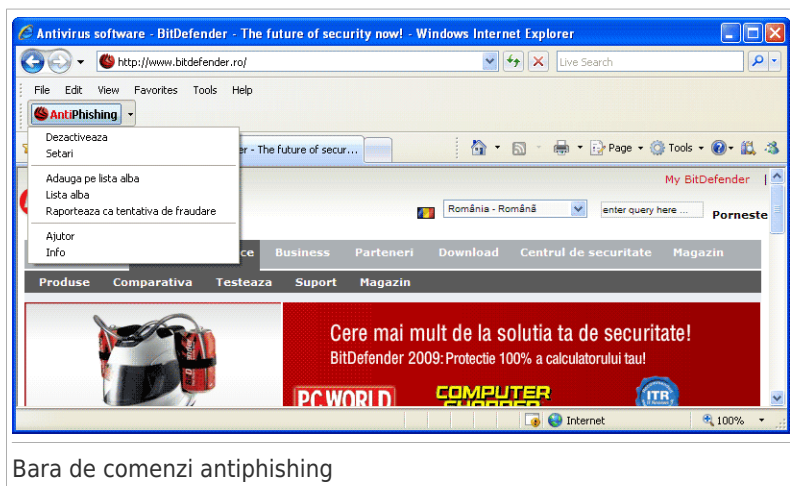 Antivirus software - BitDefender - The future of security now! - Windows Internet Explorer
http://www.bitdefender.ro/
Live Search
File Edit View Favorites Tools Help
AntiPhishing
Dezactiveaza
Setari
Adauga pe lista alba
Lista alba
Raporteaza ca tentativa de fraudare
Ajutor
Info
er - The future of secur...
Page Tools
My BitDefender |
România - Română
enter query here ...
Porneste
ce Business Parteneri Download Centrul de securitate Magazin
Produse Comparativa Testeaza Suport Magazin
Cere mai mult de la solutia ta de securitate!
BitDefender 2009: Protectie 100% a calculatorului tau!
PC WORLD
COMPUTER
SHOPPER
ITR
Internet
100%
Bara de comenzi antiphishing